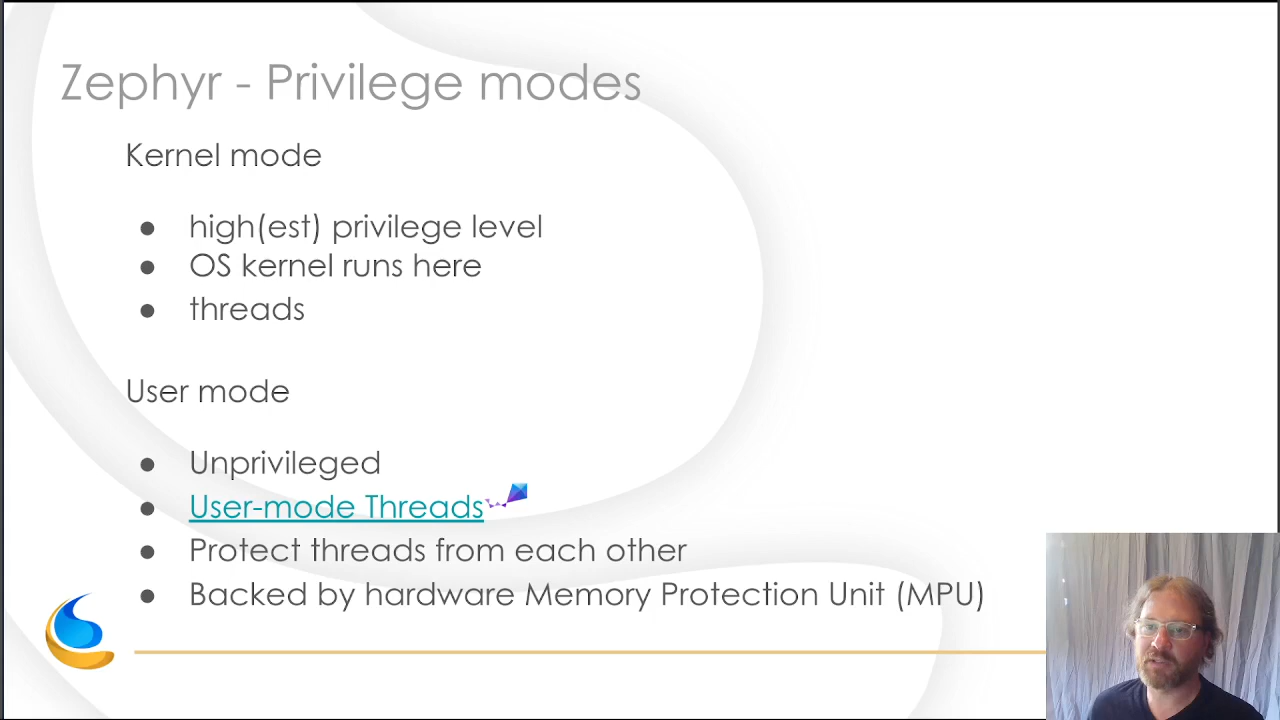 Zephyr - Privilege modes
Kernel mode
● high(est) privilege level
● OS kernel runs here
● threads
User mode
● Unprivileged
● User-mode Threads
● Protect threads from each other
● Backed by hardware Memory Protection Unit (MPU)